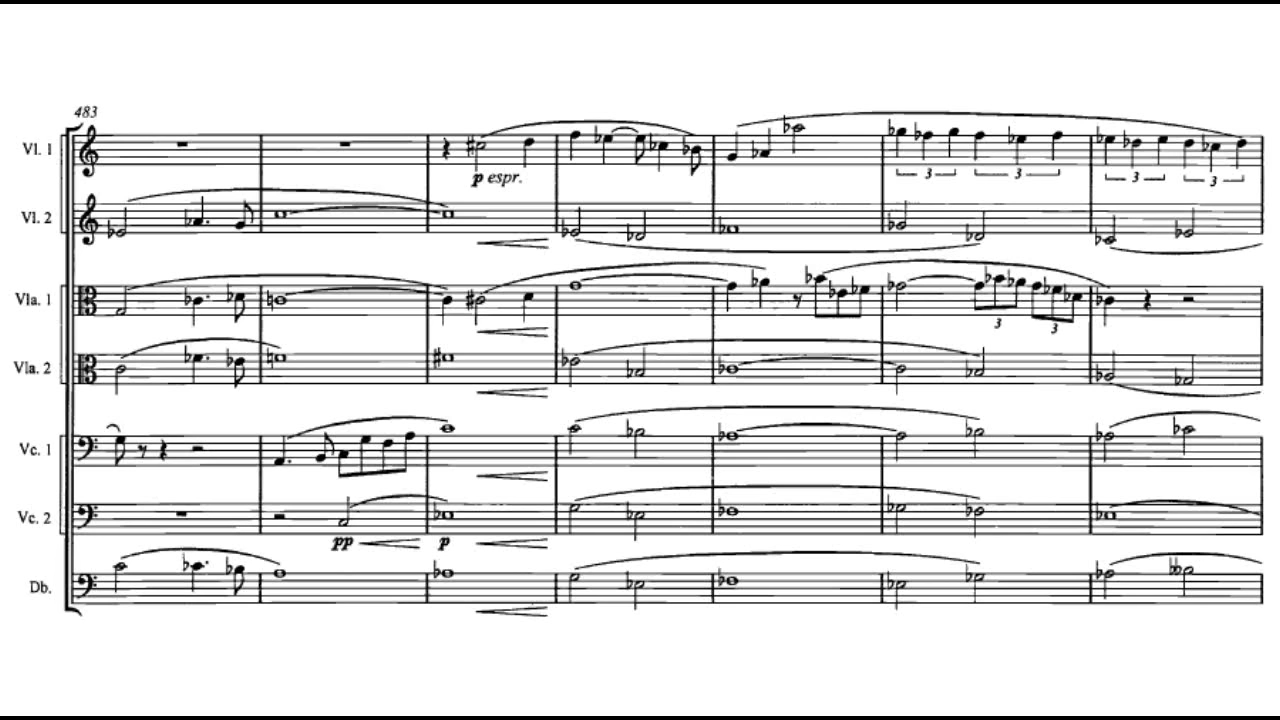 483
Vl. 1
p espr.
3
3
3
3
Vl. 2
Vla. 1
3
3
Vla. 2
Vc. 1
Vc. 2
pp
p
Db.